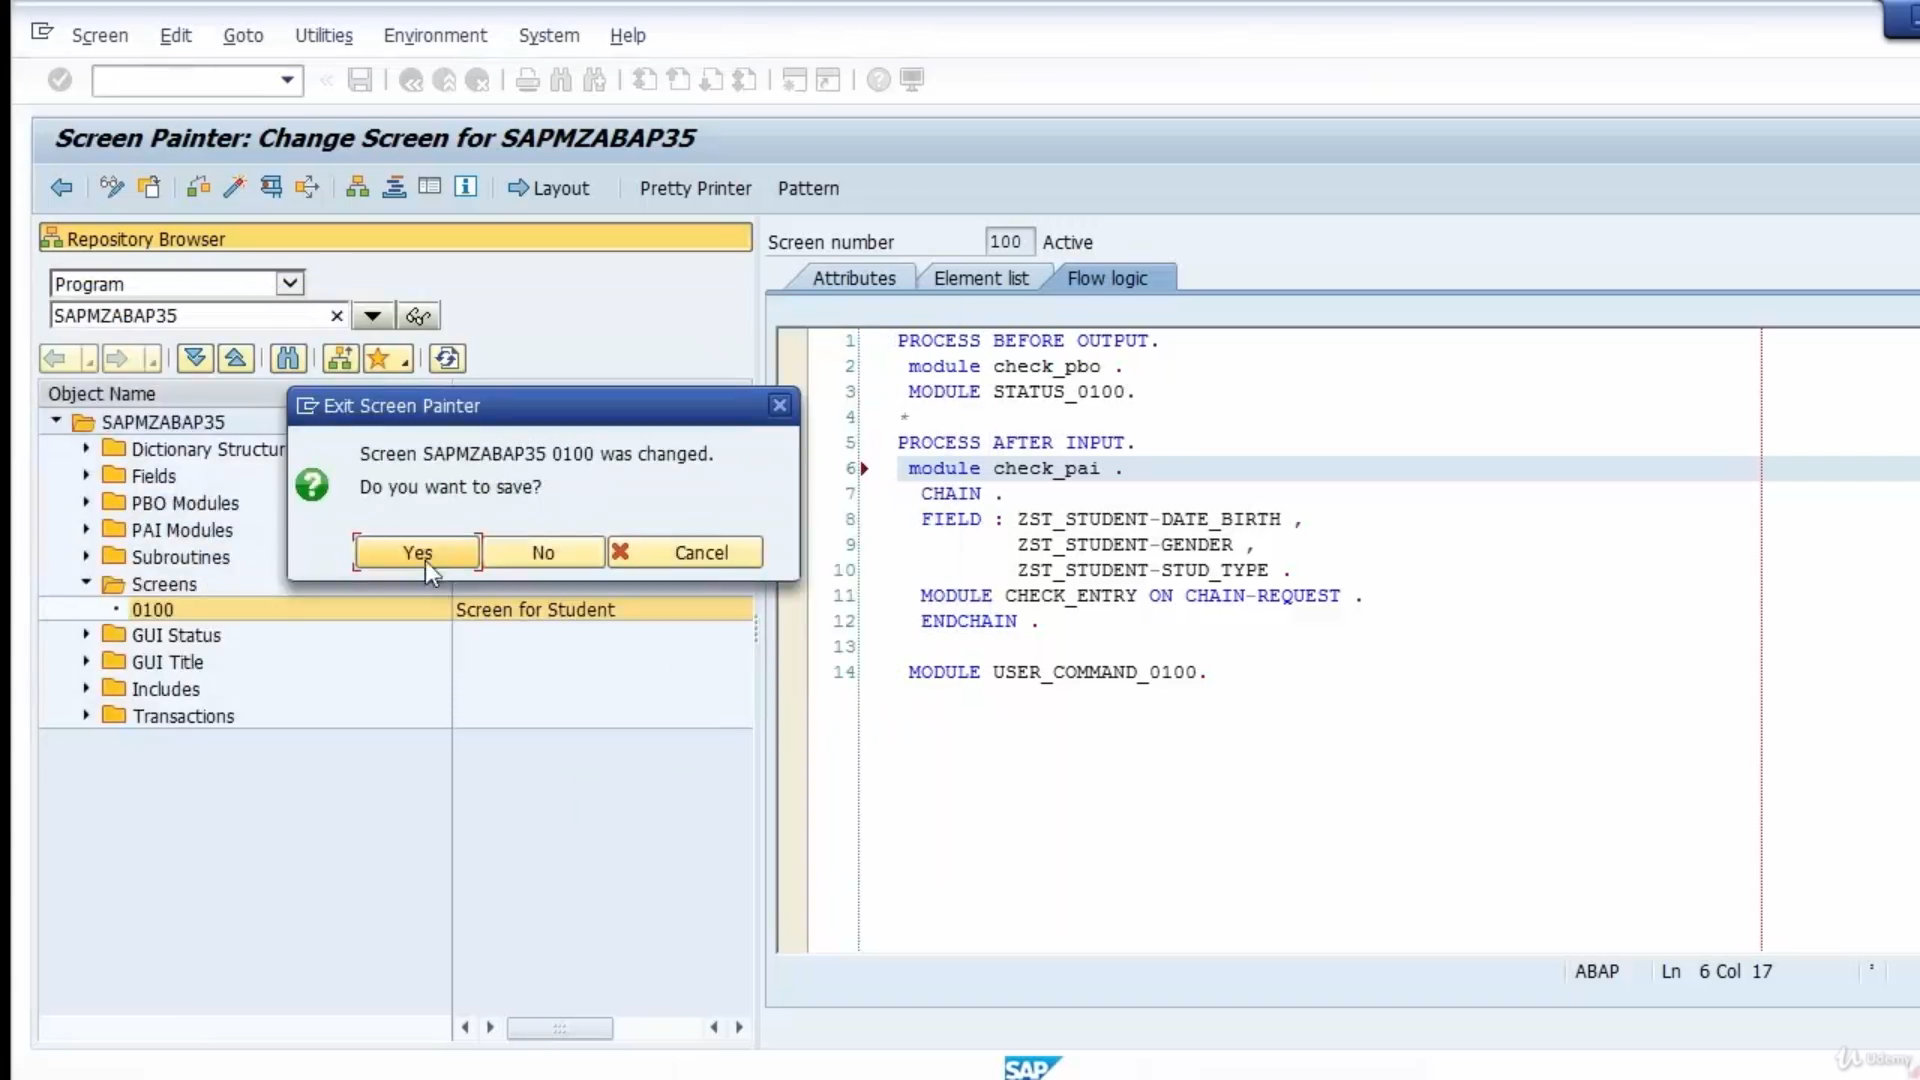 Screen Edit Goto Utilities Environment System Help
Screen Painter: Change Screen for SAPMZABAP35
Layout Pretty Printer Pattern
Repository Browser
Program
SAPMZABAP35
Object Name
SAPMZABAP35
Dictionary Structur
Fields
PBO Modules
PAI Modules
Subroutines
Screens
0100 Screen for Student
GUI Status
GUI Title
Includes
Transactions
Exit Screen Painter
Screen SAPMZABAP35 0100 was changed.
Do you want to save?
Yes No Cancel
Screen number 100 Active
Attributes Element list Flow logic
1 PROCESS BEFORE OUTPUT.
2 module check_pbo .
3 MODULE STATUS_0100.
4 *
5 PROCESS AFTER INPUT.
6 module check_pai .
7 CHAIN .
8 FIELD : ZST_STUDENT-DATE_BIRTH ,
9 ZST_STUDENT-GENDER ,
10 ZST_STUDENT-STUD_TYPE .
11 MODULE CHECK_ENTRY ON CHAIN-REQUEST .
12 ENDCHAIN .
13
14 MODULE USER_COMMAND_0100.
ABAP Ln 6 Col 17
SAP
Udemy